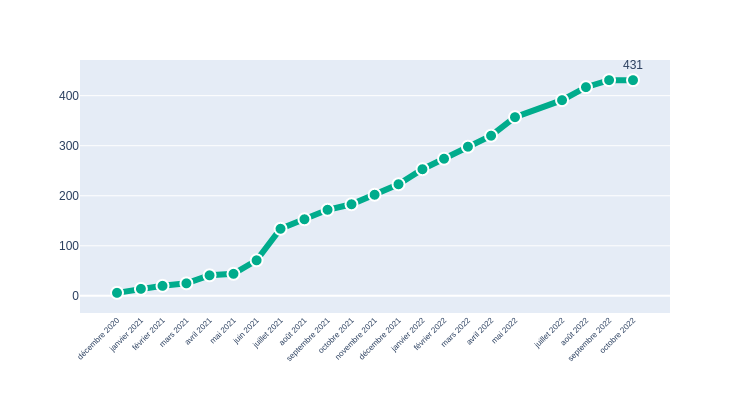 431
400
300
200
100
0
décembre 2020
janvier 2021
février 2021
mars 2021
avril 2021
mai 2021
juin 2021
juillet 2021
août 2021
septembre 2021
octobre 2021
novembre 2021
décembre 2021
janvier 2022
février 2022
mars 2022
avril 2022
mai 2022
juillet 2022
août 2022
septembre 2022
octobre 2022